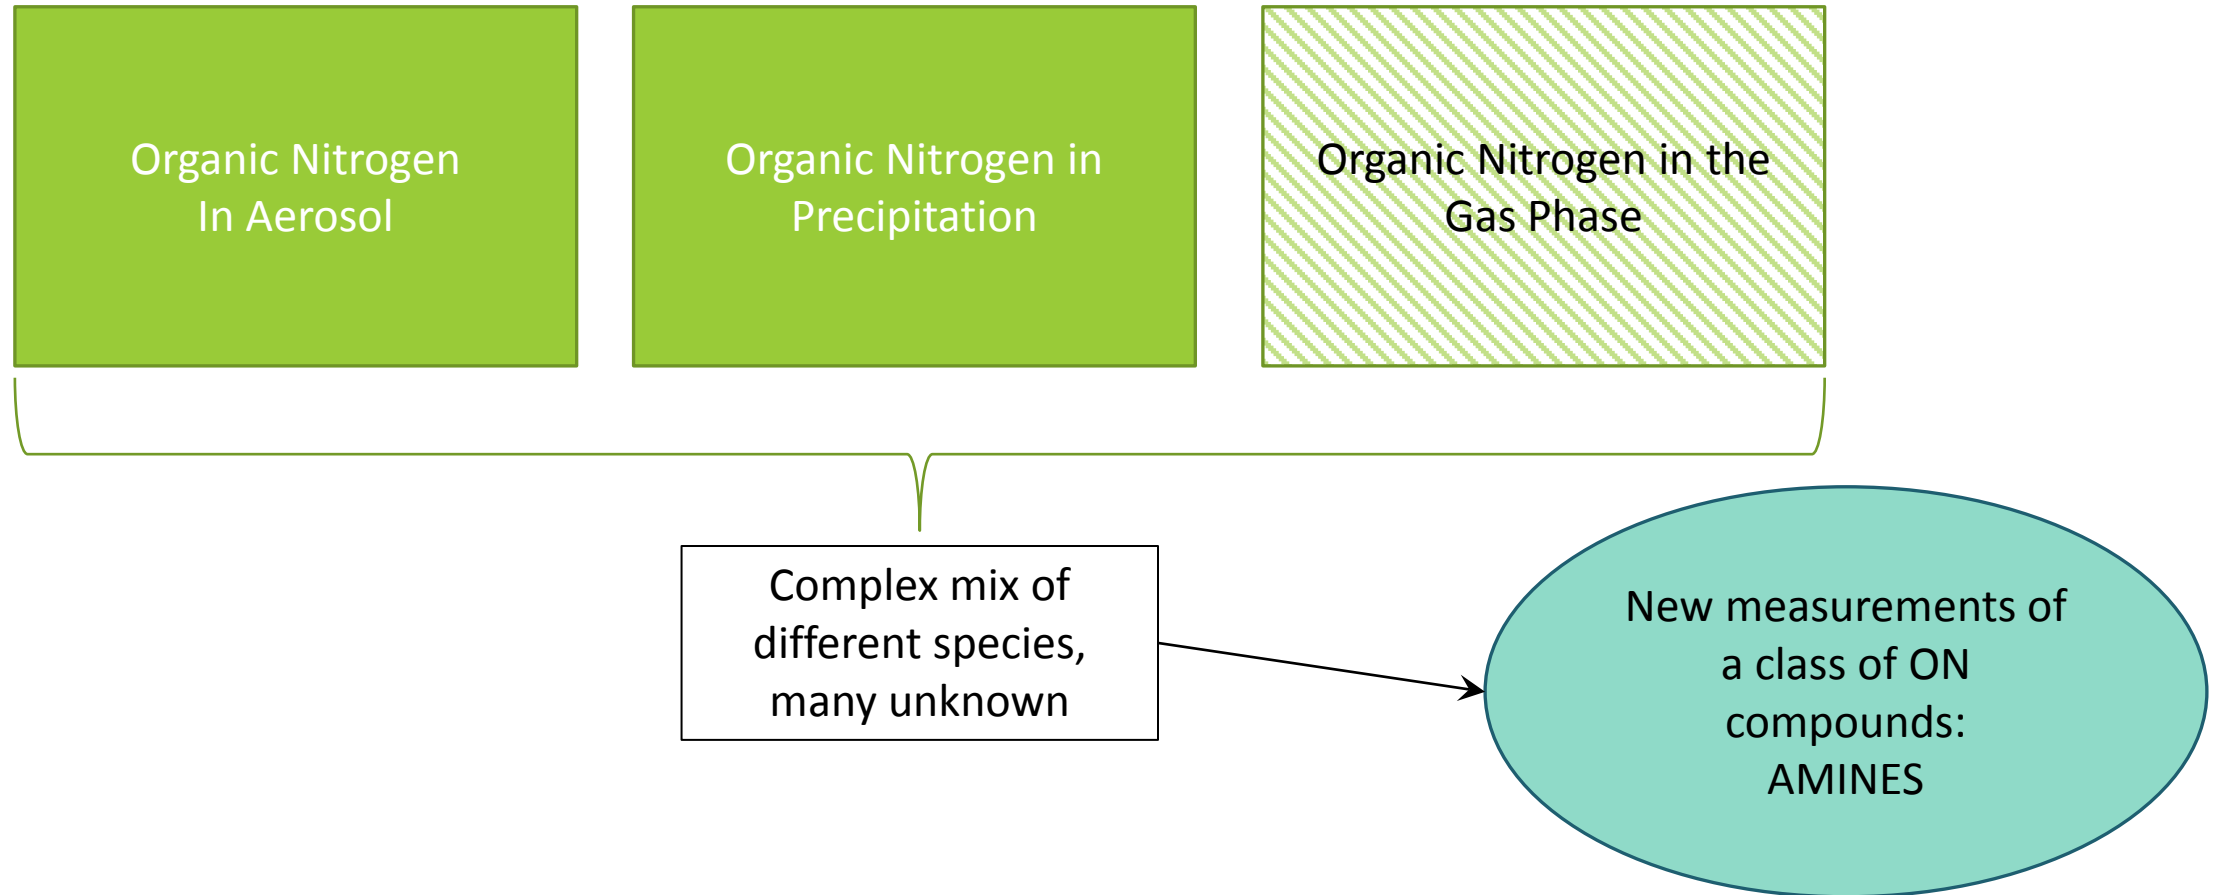 Organic Nitrogen
In Aerosol
Organic Nitrogen in
Precipitation
Organic Nitrogen in the
Gas Phase
Complex mix of
different species,
many unknown
New measurements of
a class of ON
compounds:
AMINES